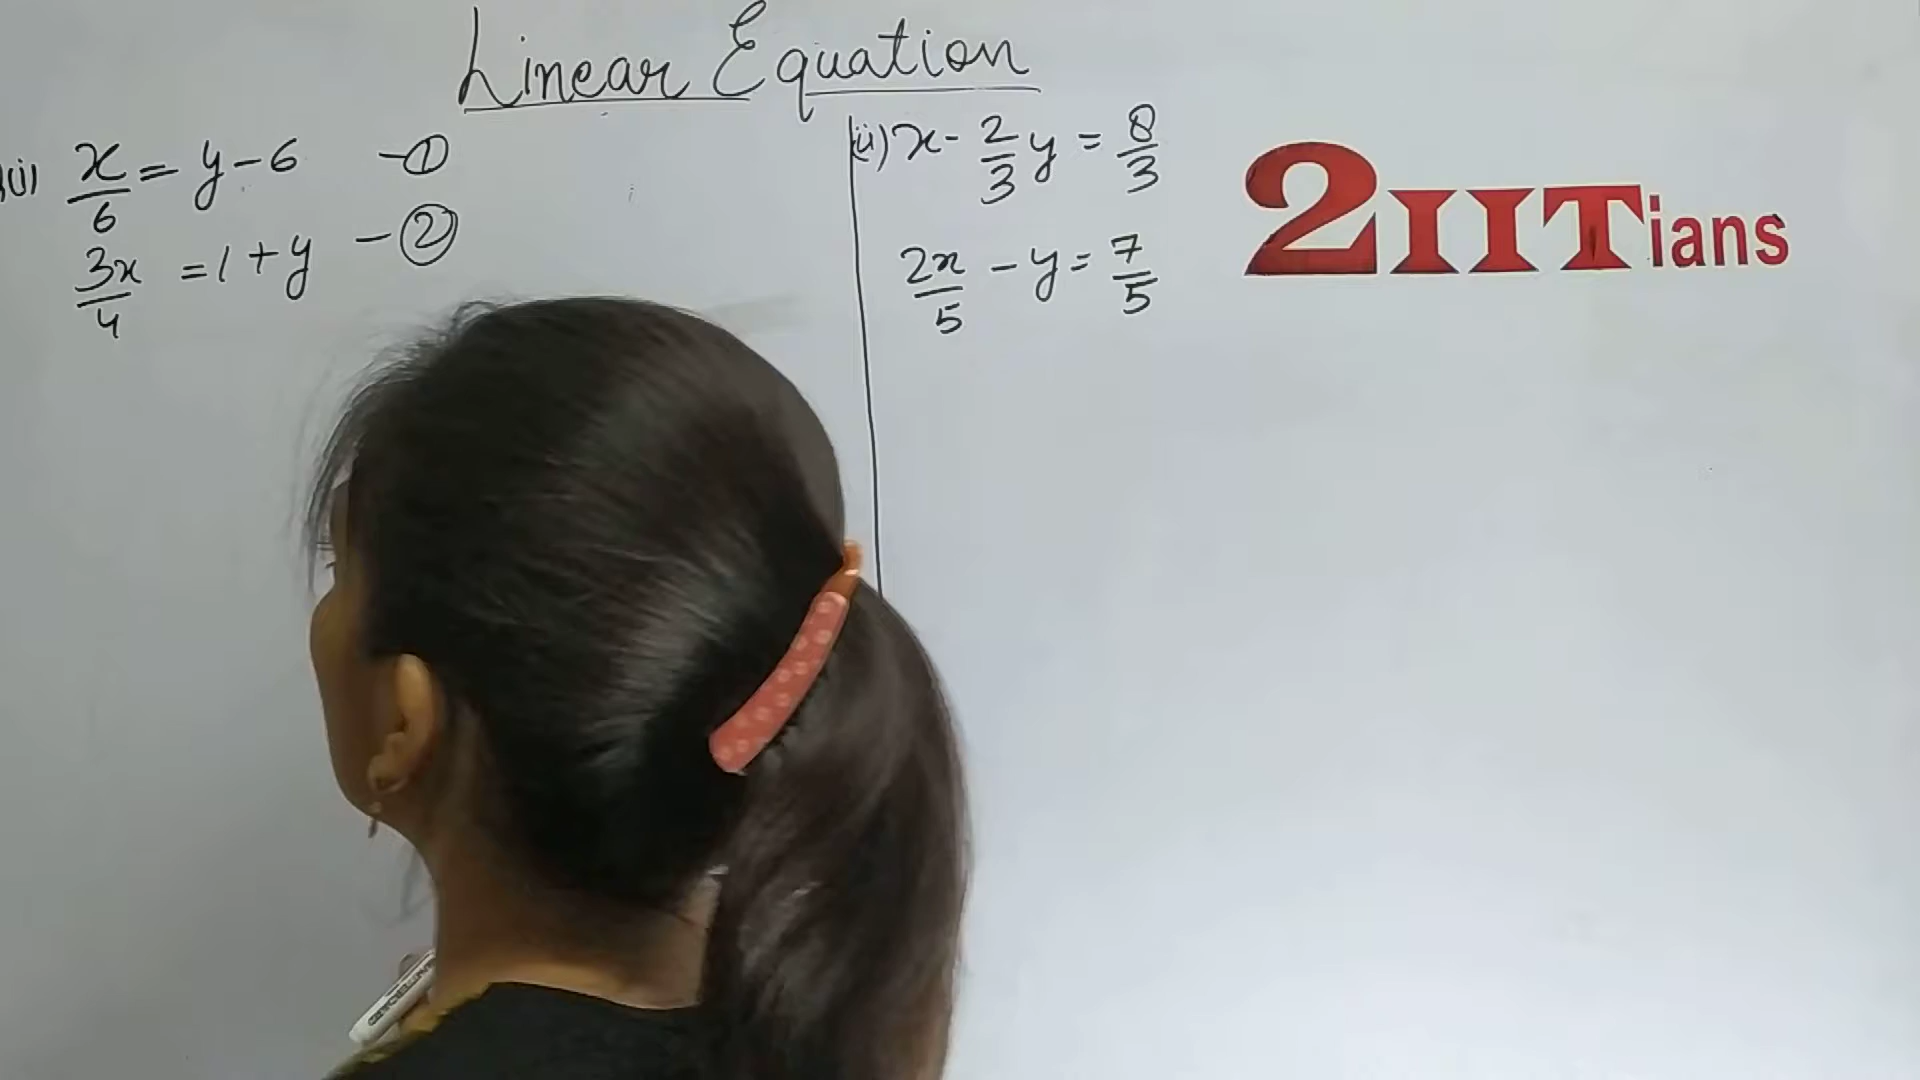 Linear Equation
x/6 = y - 6 - ①
3x/4 = 1 + y - ②
(ii) x - 2/3 y = 8/3
2x/5 - y = 7/5
2IITians